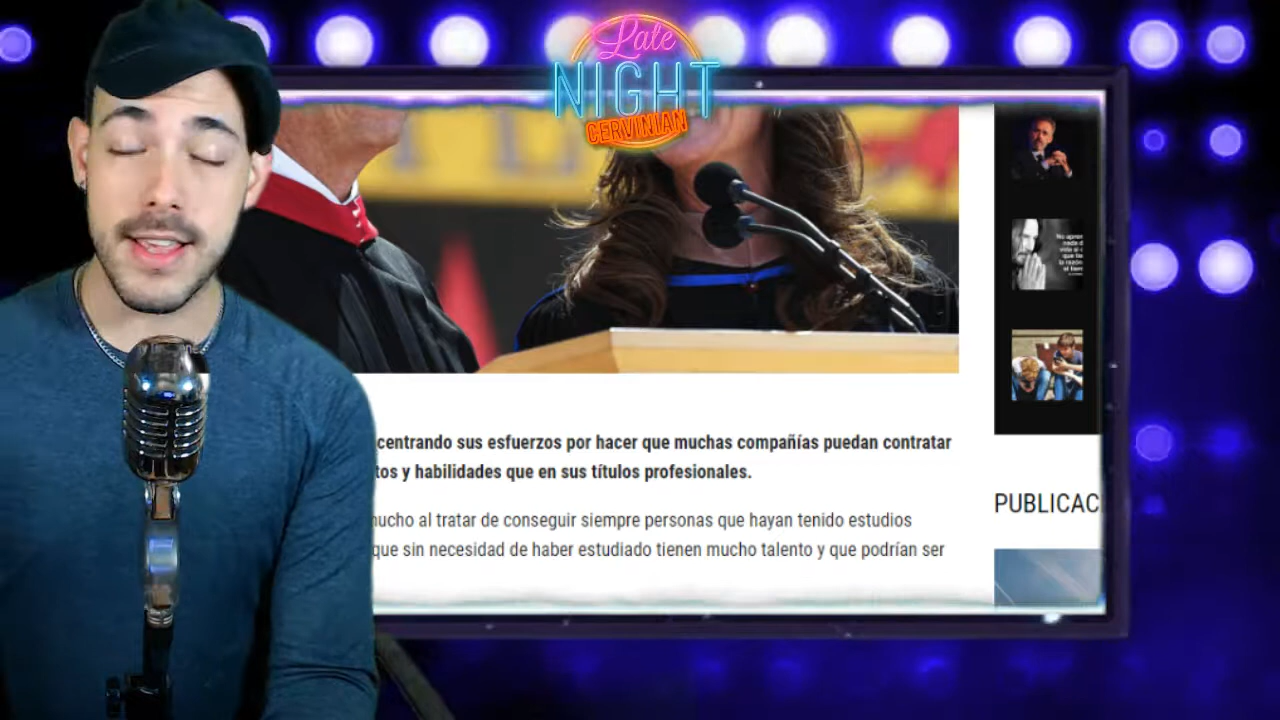 Late
NIGHT
CERVINIAN
centrando sus esfuerzos por hacer que muchas compañías puedan contratar
tos y habilidades que en sus títulos profesionales.
mucho al tratar de conseguir siempre personas que hayan tenido estudios
que sin necesidad de haber estudiado tienen mucho talento y que podrían ser
PUBLICAC